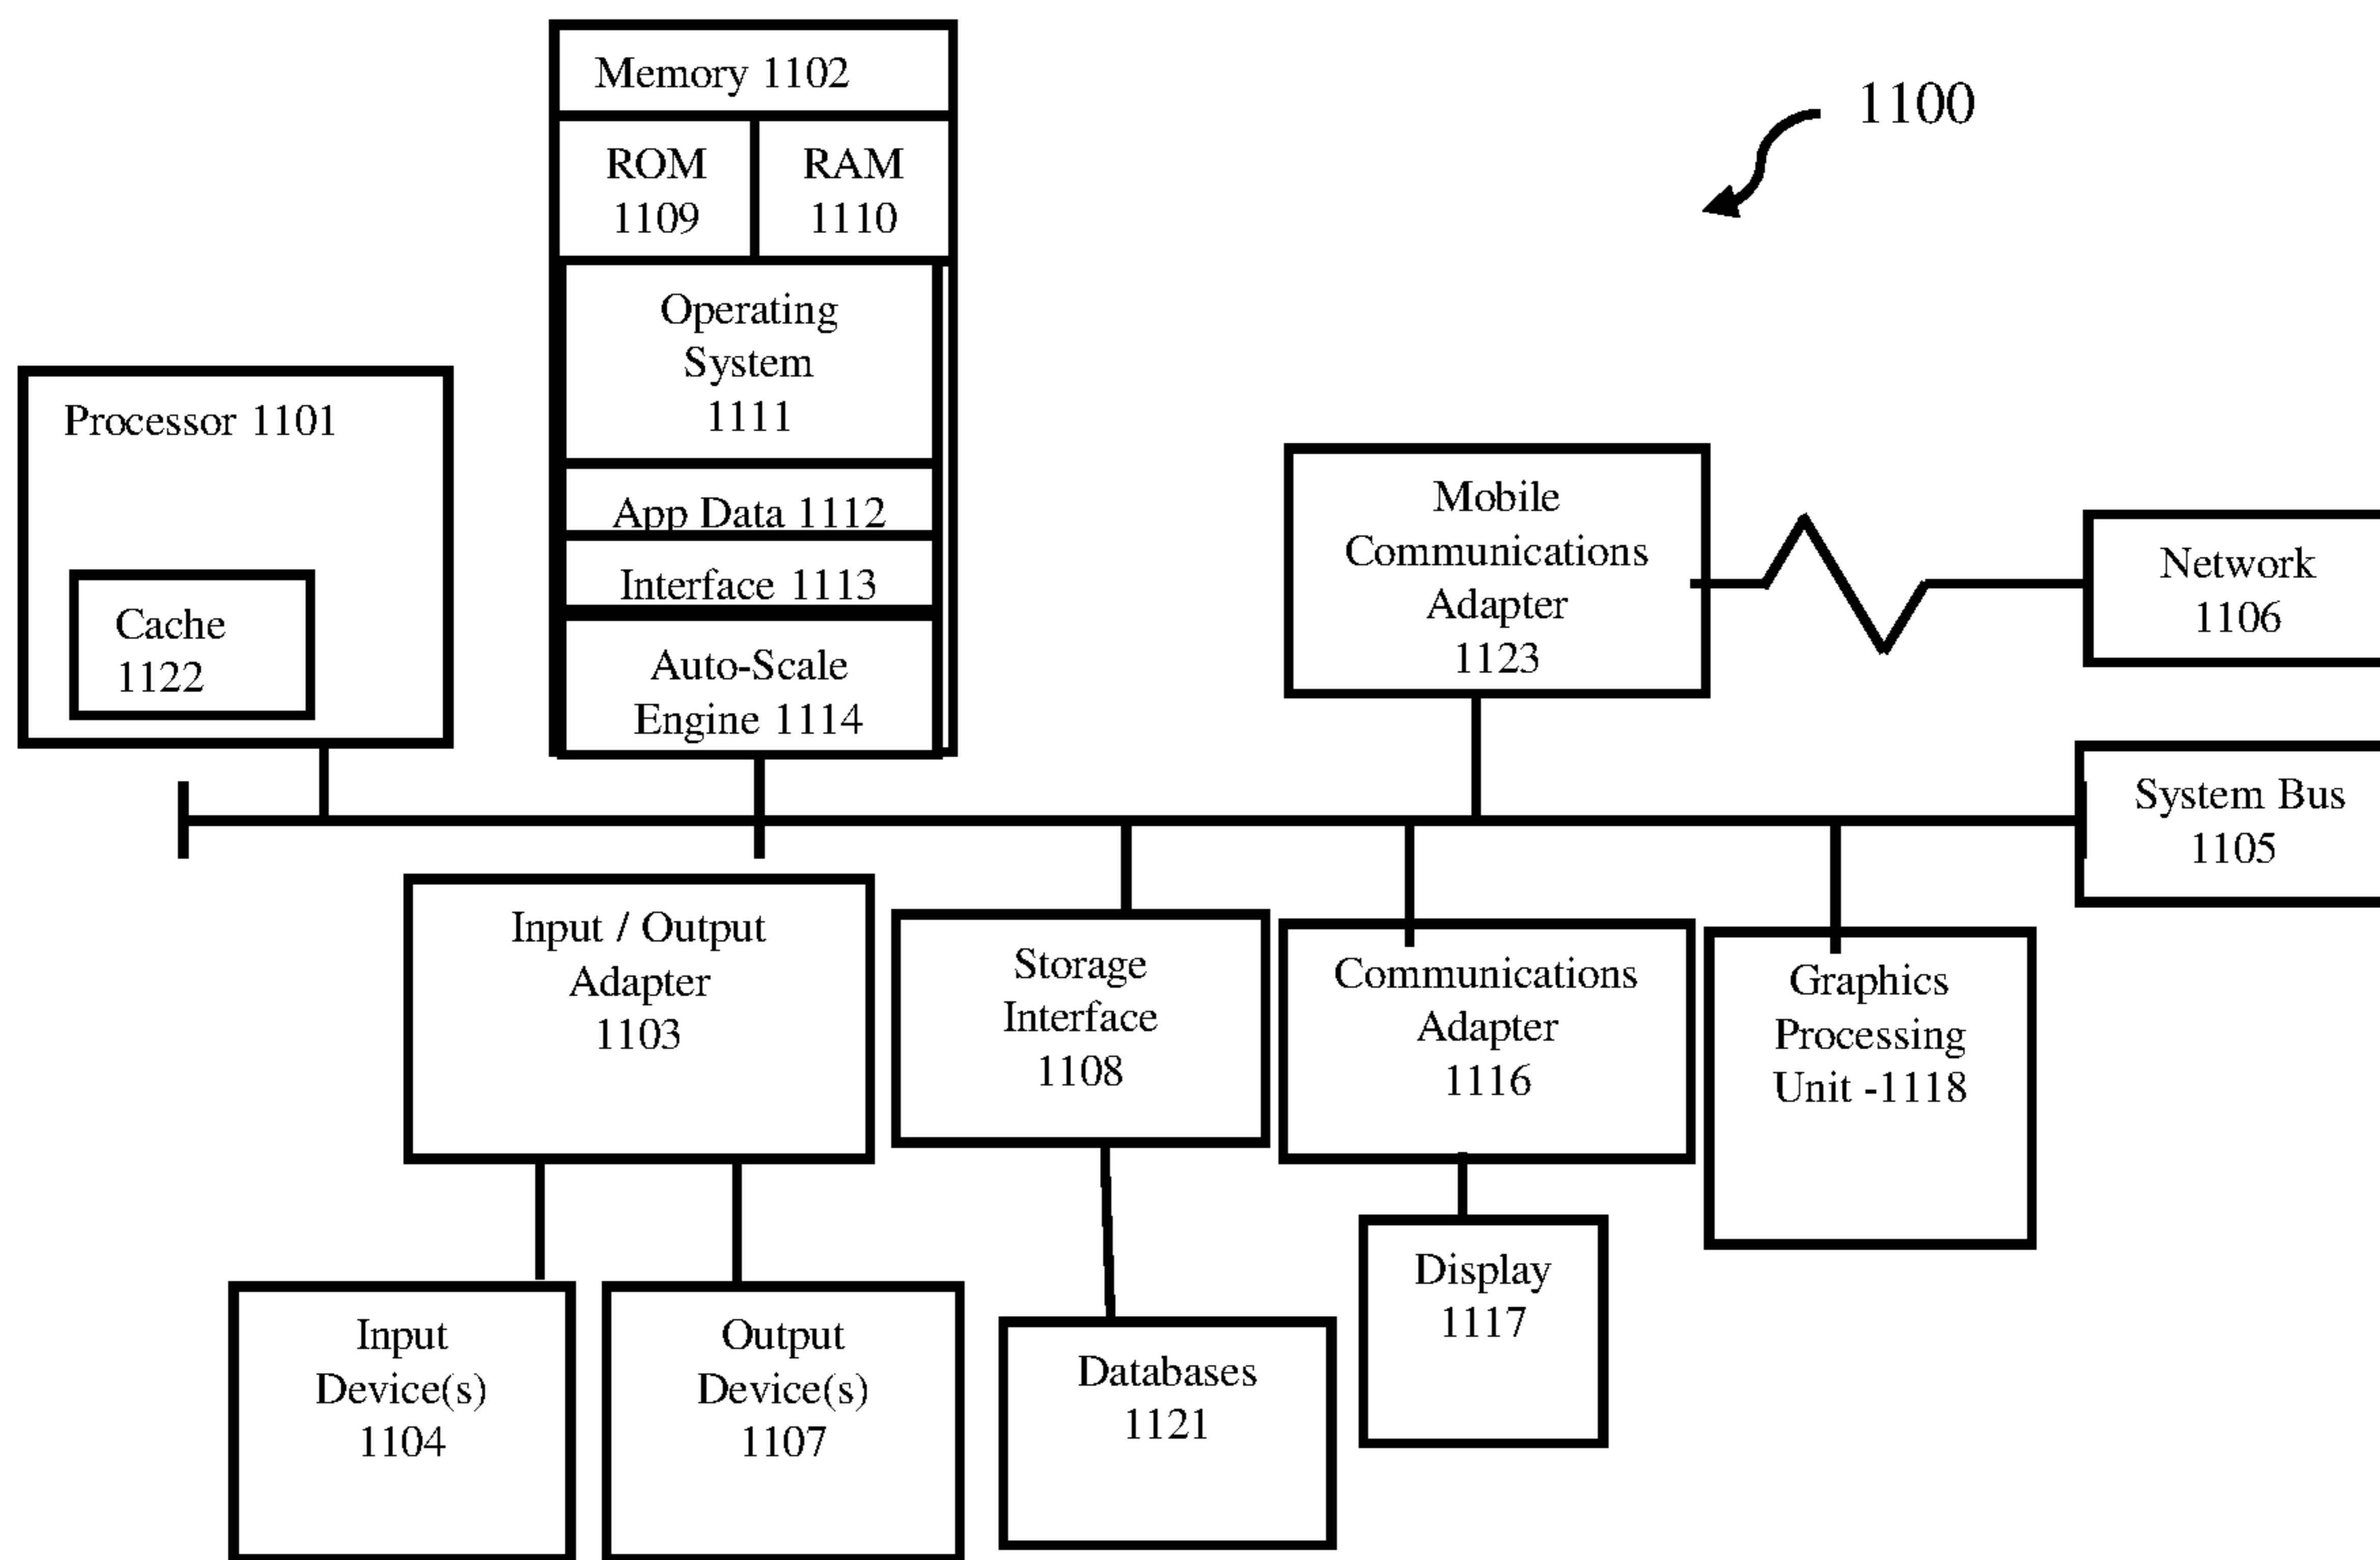 Memory 1102
1100
ROM
1109
RAM
1110
Operating
System
1111
App Data 1112
Interface 1113
Auto-Scale
Engine 1114
Processor 1101
Cache
1122
Mobile
Communications
Adapter
1123
Network
1106
System Bus
1105
Input / Output
Adapter
1103
Storage
Interface
1108
Communications
Adapter
1116
Graphics
Processing
Unit -1118
Input
Device(s)
1104
Output
Device(s)
1107
Databases
1121
Display
1117